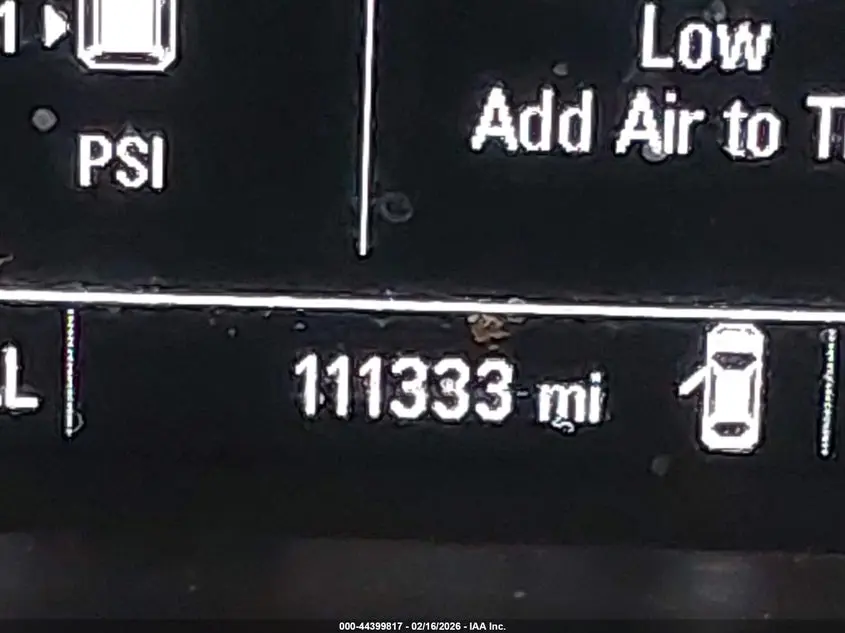 Low
Add Air to
PSI
111333 mi
000-44399817 - 02/16/2026 - IAA Inc.